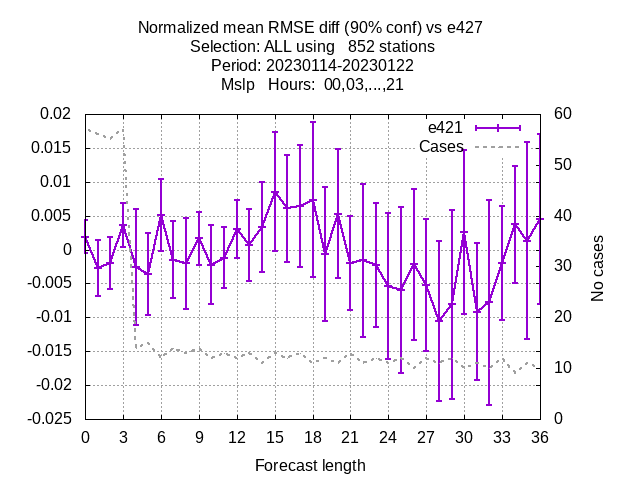 Normalized mean RMSE diff (90% conf) vs e427
Selection: ALL using   852 stations
Period: 20230114-20230122
Mslp   Hours:  00,03,...,21
e421
Cases
0.02
0.015
0.01
0.005
0
-0.005
-0.01
-0.015
-0.02
-0.025
60
50
40
30
20
10
0
No cases
0 3 6 9 12 15 18 21 24 27 30 33 36
Forecast length